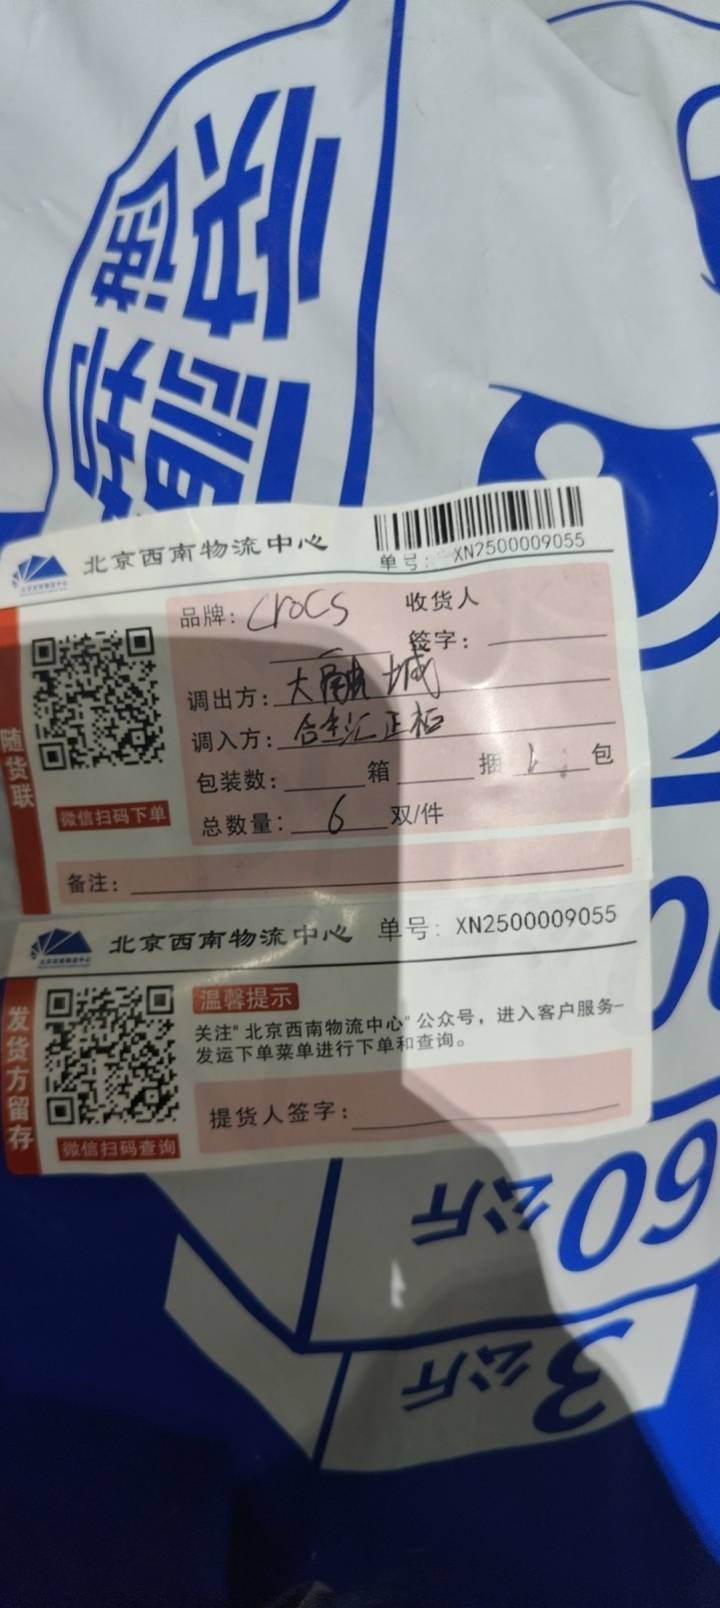 北京西南物流中心
单号: XN2500009055
品牌: crocs 收货人
签字:
调出方: 大融城
调入方: 合生汇正柜
包装数: 箱 捆 1 包
总数量: 6 双/件
备注:
随货联
微信扫码下单
北京西南物流中心 单号: XN2500009055
温馨提示
关注"北京西南物流中心"公众号，进入客户服务-
发运下单菜单进行下单和查询。
提货人签字:
发货方留存
微信扫码查询
60公斤
3公斤